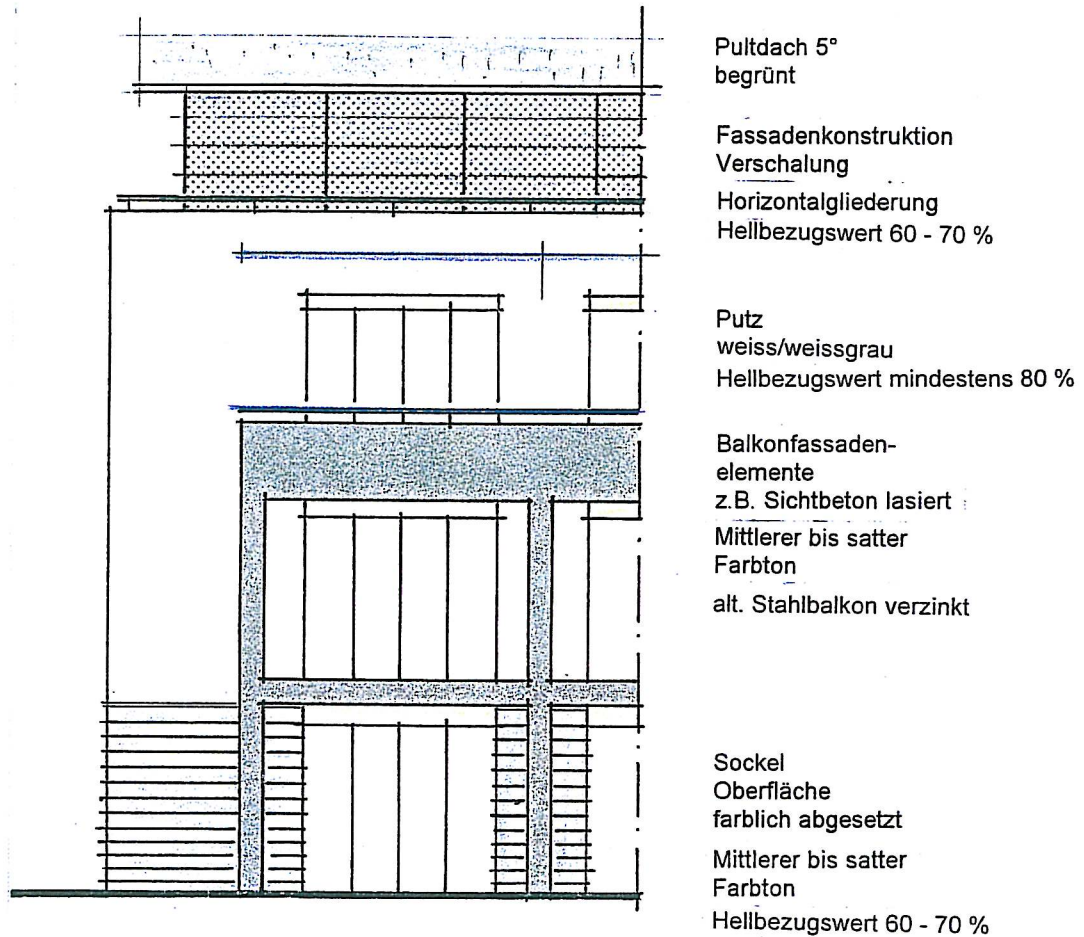 Pultdach 5°
begrünt
Fassadenkonstruktion
Verschalung
Horizontalgliederung
Hellbezugswert 60 - 70 %
Putz
weiss/weissgrau
Hellbezugswert mindestens 80 %
Balkonfassaden-
elemente
z.B. Sichtbeton lasiert
Mittlerer bis satter
Farbton
alt. Stahlbalkon verzinkt
Sockel
Oberfläche
farblich abgesetzt
Mittlerer bis satter
Farbton
Hellbezugswert 60 - 70 %